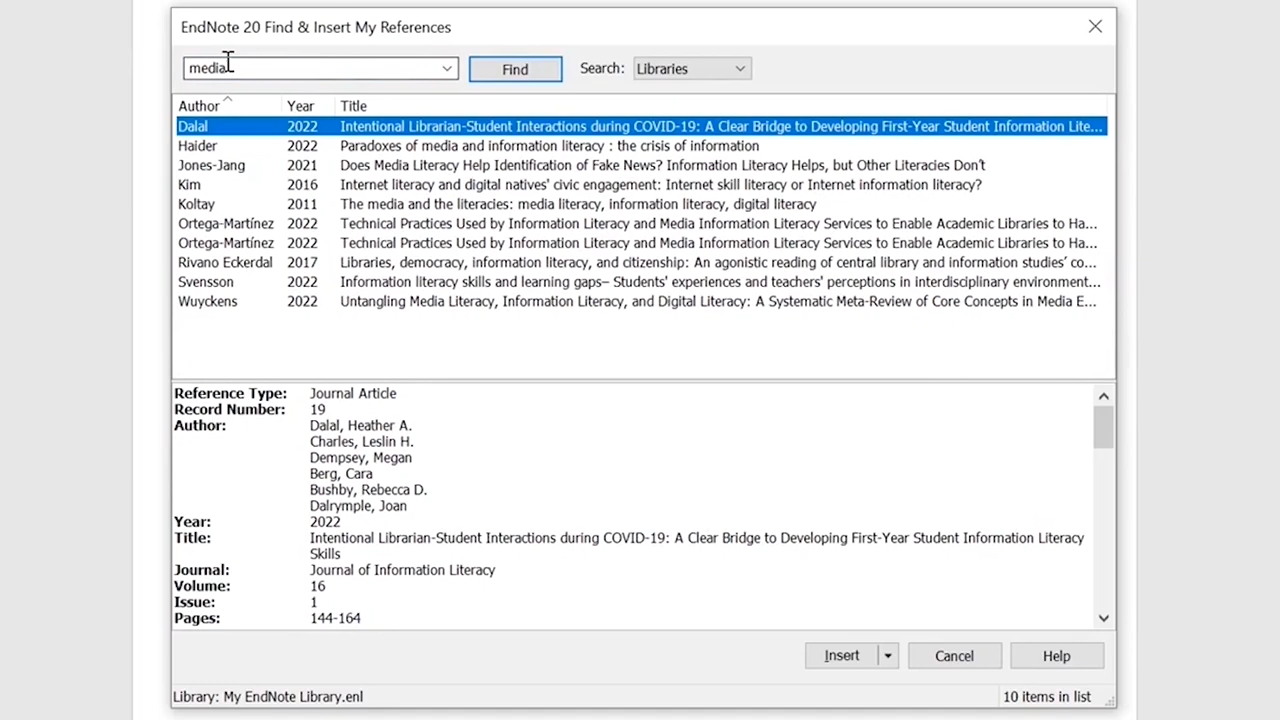 EndNote 20 Find & Insert My References
media
Find
Search:
Libraries
Author Year Title
Dalal 2022 Intentional Librarian-Student Interactions during COVID-19: A Clear Bridge to Developing First-Year Student Information Lite...
Haider 2022 Paradoxes of media and information literacy : the crisis of information
Jones-Jang 2021 Does Media Literacy Help Identification of Fake News? Information Literacy Helps, but Other Literacies Don't
Kim 2016 Internet literacy and digital natives' civic engagement: Internet skill literacy or Internet information literacy?
Koltay 2011 The media and the literacies: media literacy, information literacy, digital literacy
Ortega-Martínez 2022 Technical Practices Used by Information Literacy and Media Information Literacy Services to Enable Academic Libraries to Ha...
Ortega-Martínez 2022 Technical Practices Used by Information Literacy and Media Information Literacy Services to Enable Academic Libraries to Ha...
Rivano Eckerdal 2017 Libraries, democracy, information literacy, and citizenship: An agonistic reading of central library and information studies' co...
Svensson 2022 Information literacy skills and learning gaps– Students' experiences and teachers' perceptions in interdisciplinary environment...
Wuyckens 2022 Untangling Media Literacy, Information Literacy, and Digital Literacy: A Systematic Meta-Review of Core Concepts in Media E...
Reference Type: Journal Article
Record Number: 19
Author: Dalal, Heather A.
Charles, Leslin H.
Dempsey, Megan
Berg, Cara
Bushby, Rebecca D.
Dalrymple, Joan
Year: 2022
Title: Intentional Librarian-Student Interactions during COVID-19: A Clear Bridge to Developing First-Year Student Information Literacy
Skills
Journal: Journal of Information Literacy
Volume: 16
Issue: 1
Pages: 144-164
Insert
Cancel
Help
Library: My EndNote Library.enl
10 items in list